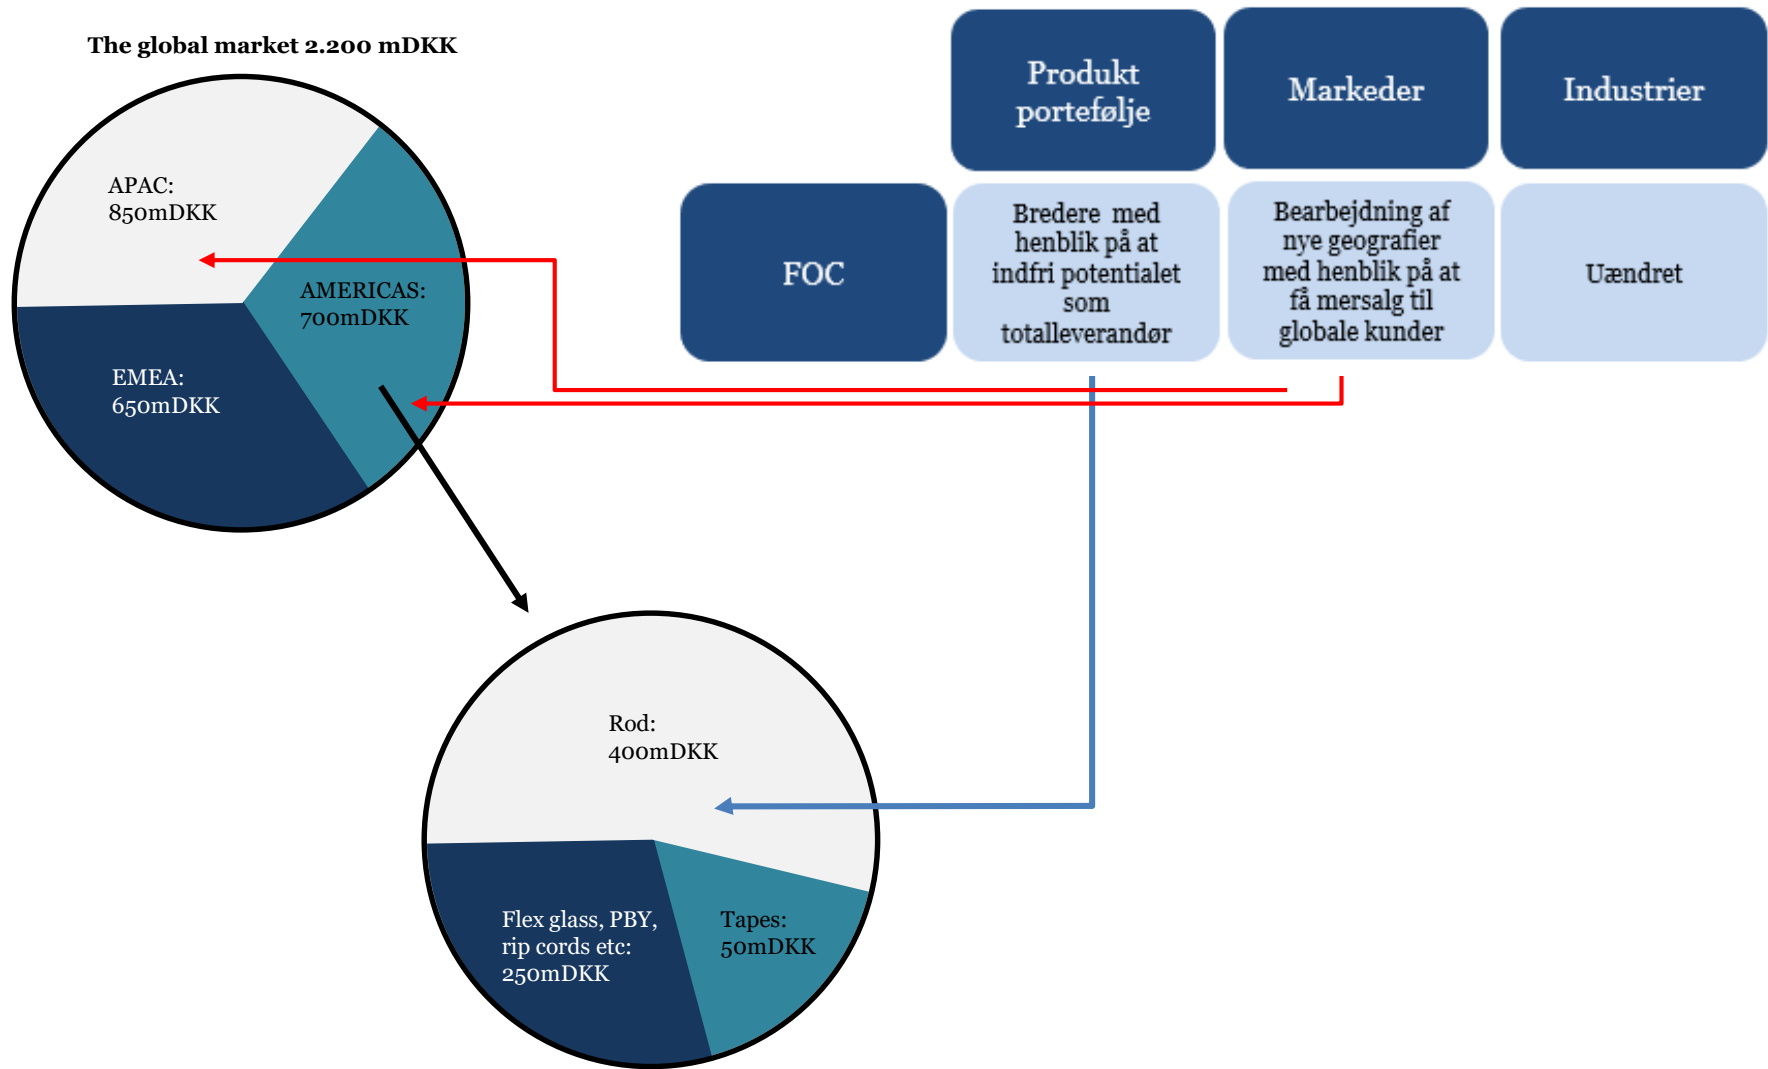 The global market 2.200 mDKK
APAC:
850mDKK
AMERICAS:
700mDKK
EMEA:
650mDKK
Produkt
portefølje
Markeder
Industrier
FOC
Bredere med
henblik på at
indfri potentialet
som
totalleverandør
Bearbejdning af
nye geografier
med henblik på at
få mersalg til
globale kunder
Uændret
Rod:
400mDKK
Flex glass, PBY,
rip cords etc:
250mDKK
Tapes:
50mDKK